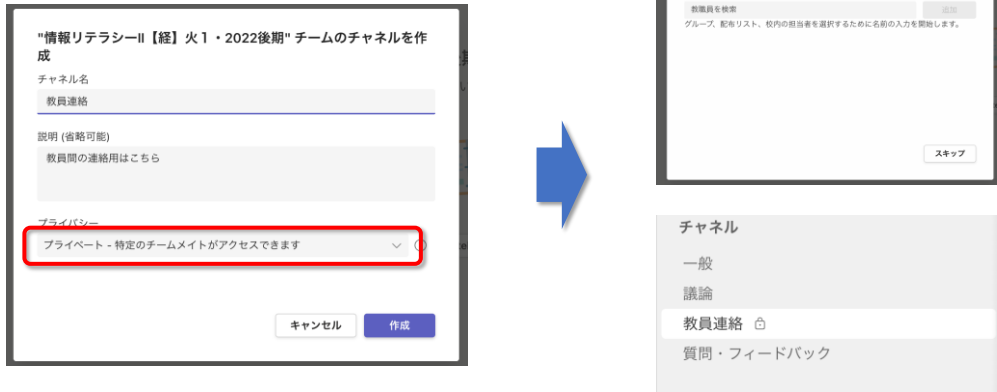 "情報リテラシーII【経】火１・2022後期" チームのチャネルを作
成
チャネル名
教員連絡
説明 (省略可能)
教員間の連絡用はこちら
プライバシー
プライベート - 特定のチームメイトがアクセスできます
キャンセル
作成
教職員を検索
追加
グループ、配布リスト、校内の担当者を選択するために名前の入力を開始します。
スキップ
チャネル
一般
議論
教員連絡
質問・フィードバック